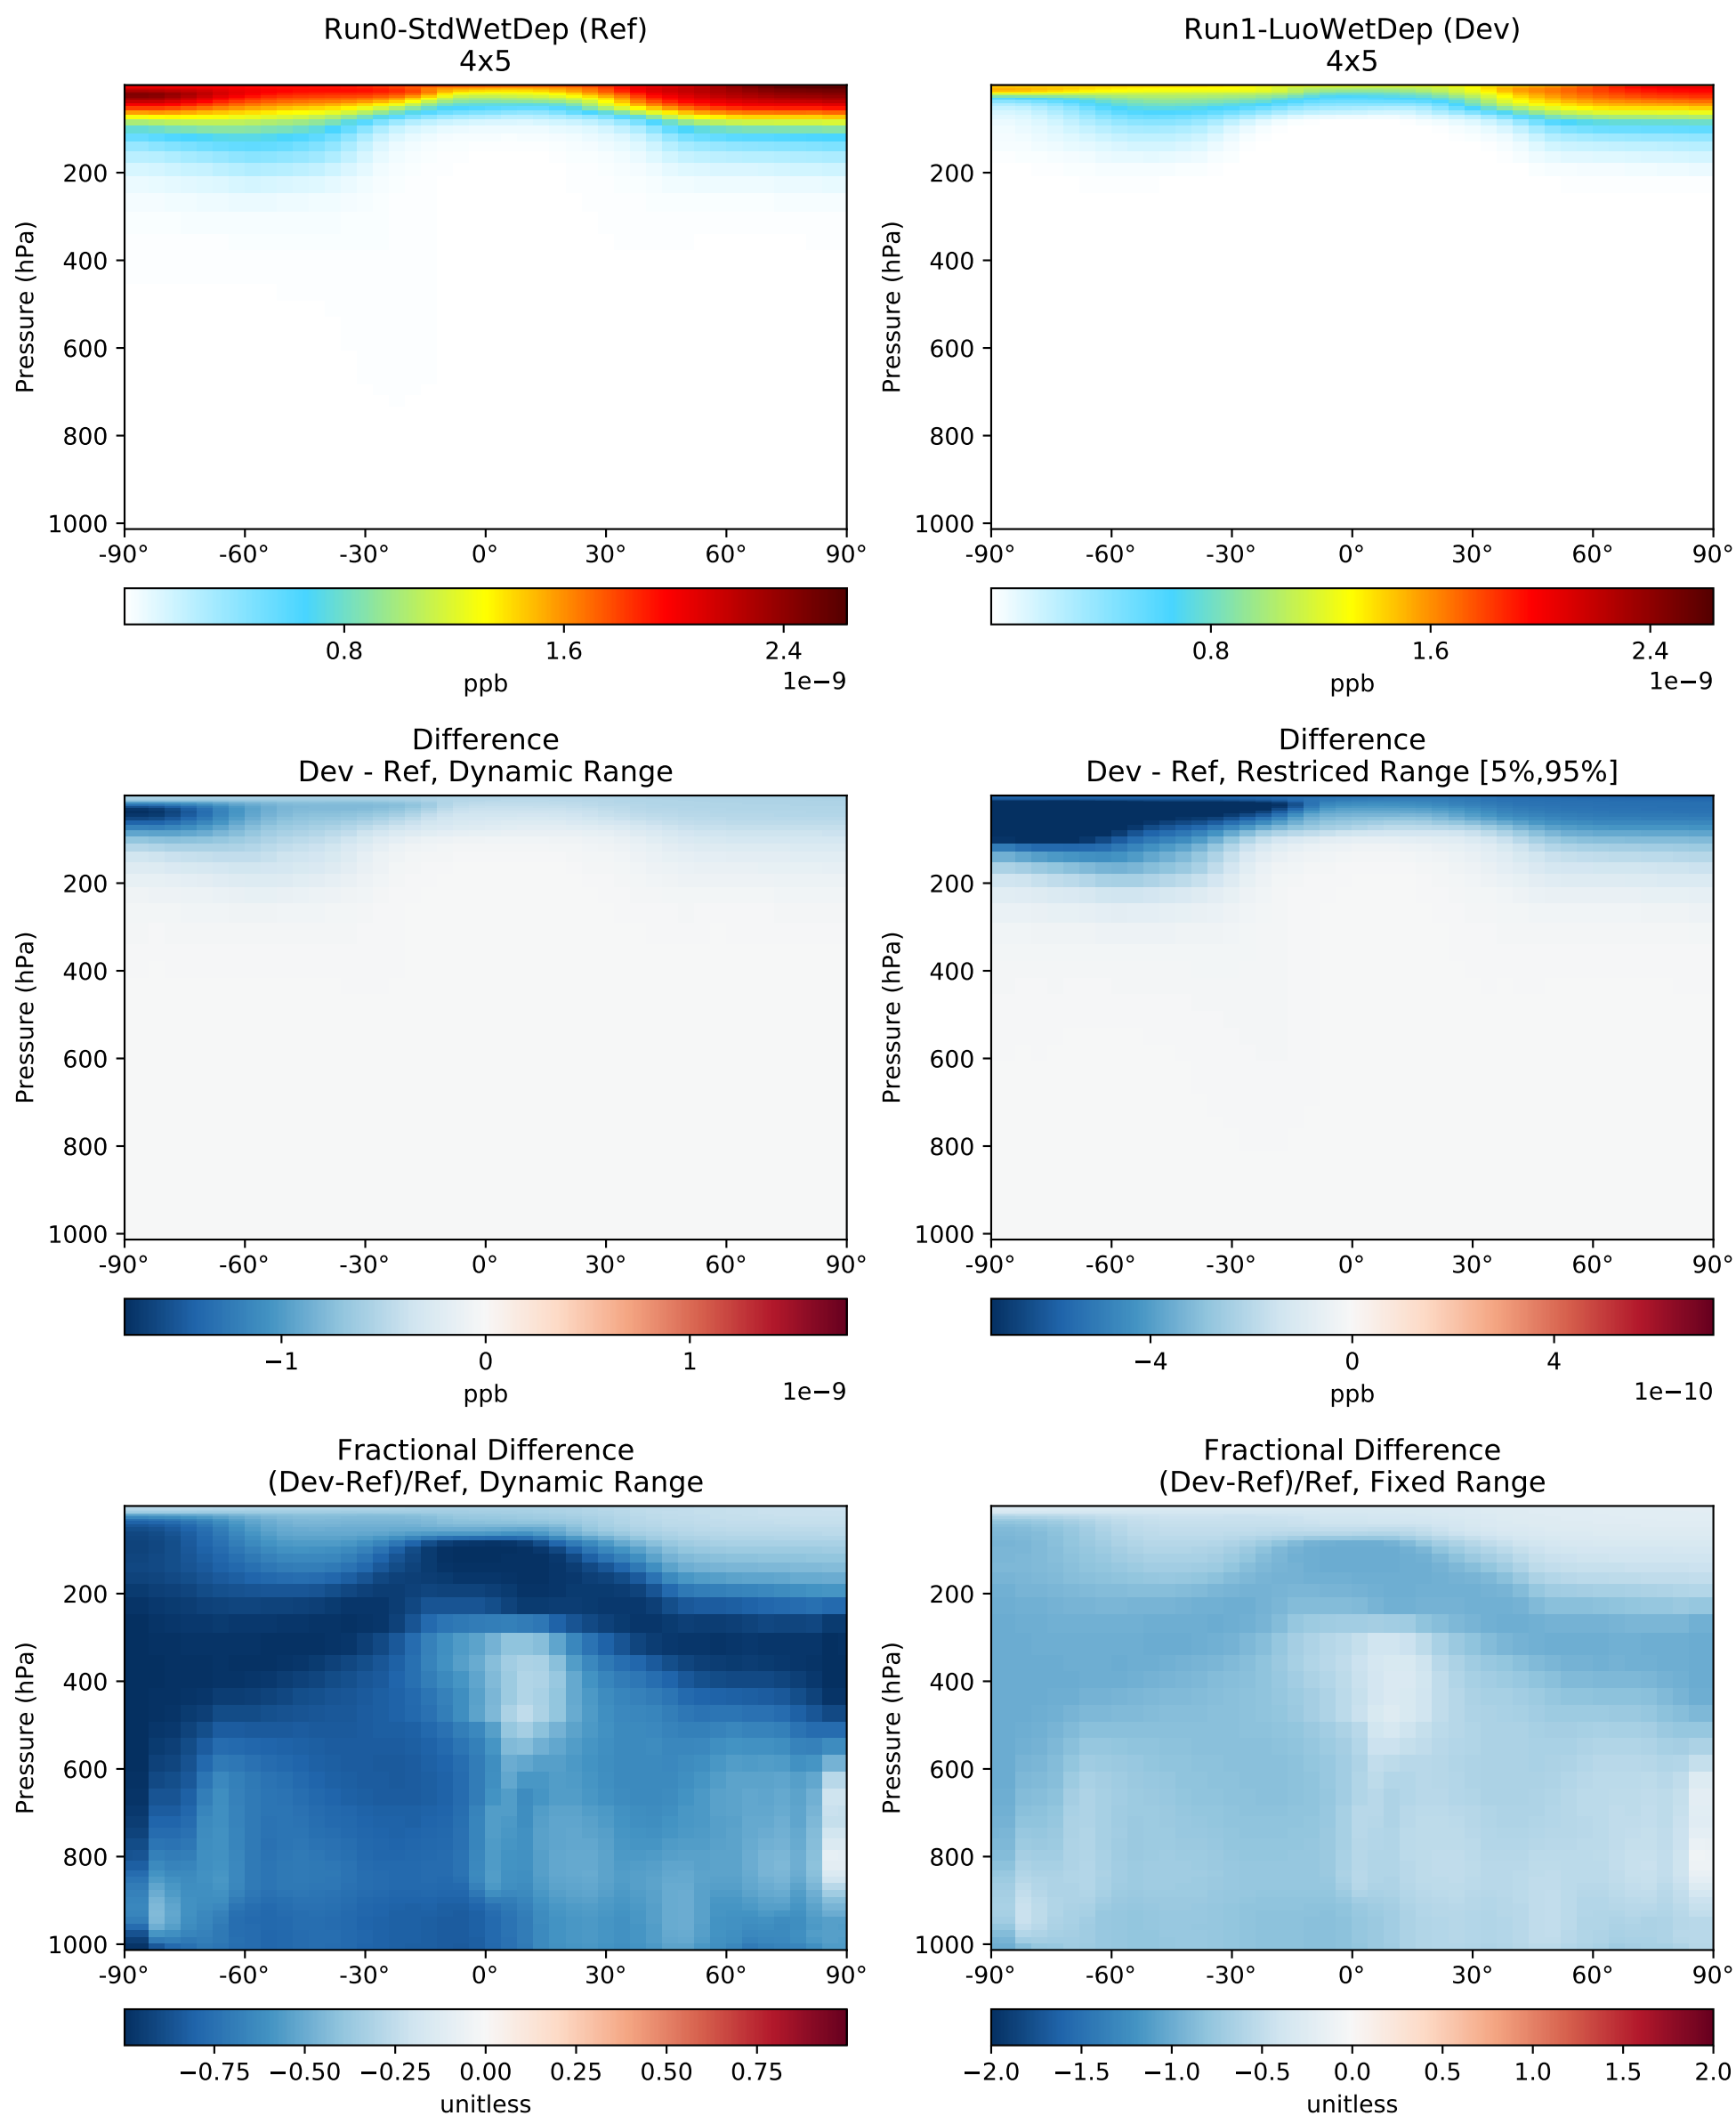 Run0-StdWetDep (Ref)
4x5
Run1-LuoWetDep (Dev)
4x5
Pressure (hPa)
200
400
600
800
1000
-90° -60° -30° 0° 30° 60° 90°
0.8 1.6 2.4
ppb
1e−9
Pressure (hPa)
200
400
600
800
1000
-90° -60° -30° 0° 30° 60° 90°
0.8 1.6 2.4
ppb
1e−9
Difference
Dev - Ref, Dynamic Range
Difference
Dev - Ref, Restriced Range [5%,95%]
Pressure (hPa)
200
400
600
800
1000
-90° -60° -30° 0° 30° 60° 90°
−1 0 1
ppb
1e−9
Pressure (hPa)
200
400
600
800
1000
-90° -60° -30° 0° 30° 60° 90°
−4 0 4
ppb
1e−10
Fractional Difference
(Dev-Ref)/Ref, Dynamic Range
Fractional Difference
(Dev-Ref)/Ref, Fixed Range
Pressure (hPa)
200
400
600
800
1000
-90° -60° -30° 0° 30° 60° 90°
−0.75 −0.50 −0.25 0.00 0.25 0.50 0.75
unitless
Pressure (hPa)
200
400
600
800
1000
-90° -60° -30° 0° 30° 60° 90°
−2.0 −1.5 −1.0 −0.5 0.0 0.5 1.0 1.5 2.0
unitless